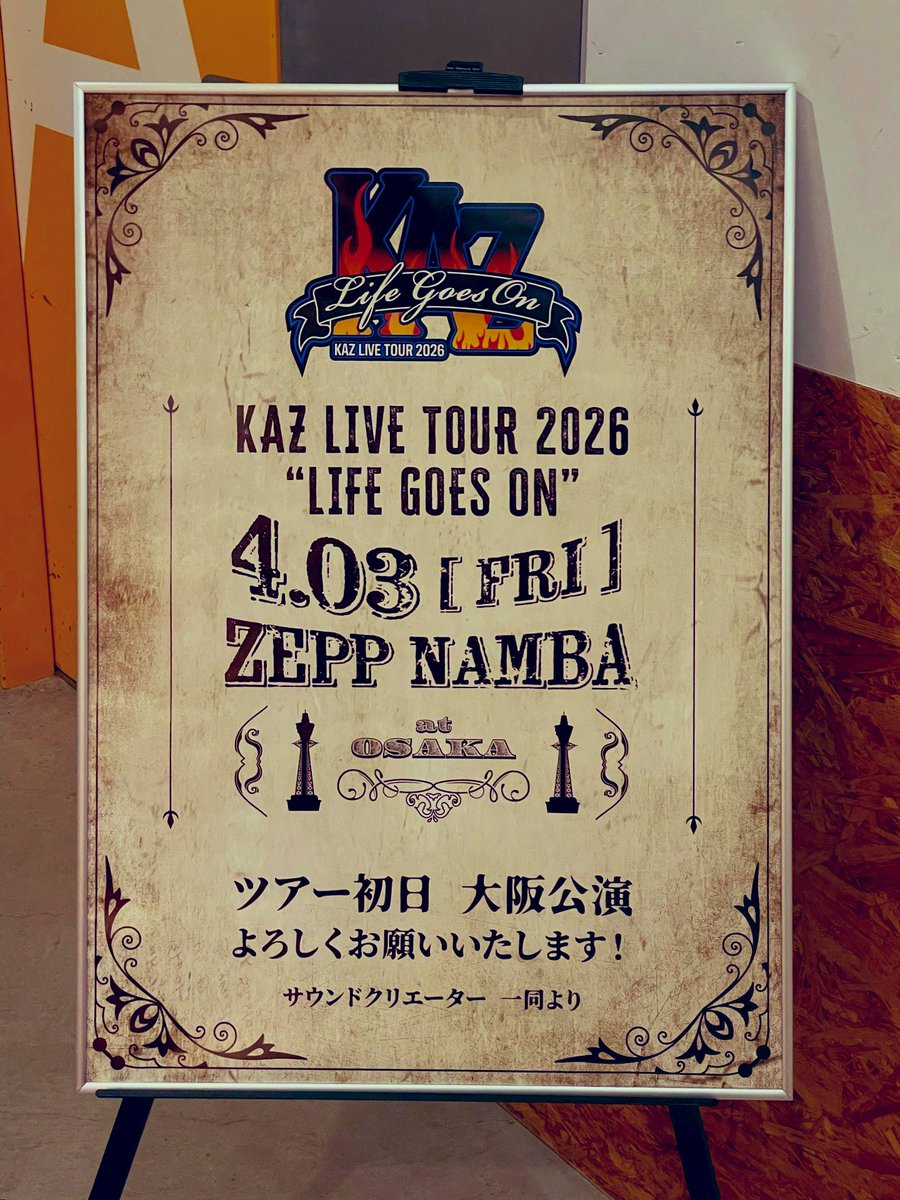 KAZ
Life Goes On
KAZ LIVE TOUR 2026
KAZ LIVE TOUR 2026
“LIFE GOES ON”
4.03 [FRI]
ZEPP NAMBA
at
OSAKA
ツアー初日 大阪公演
よろしくお願いいたします!
サウンドクリエーター 一同より